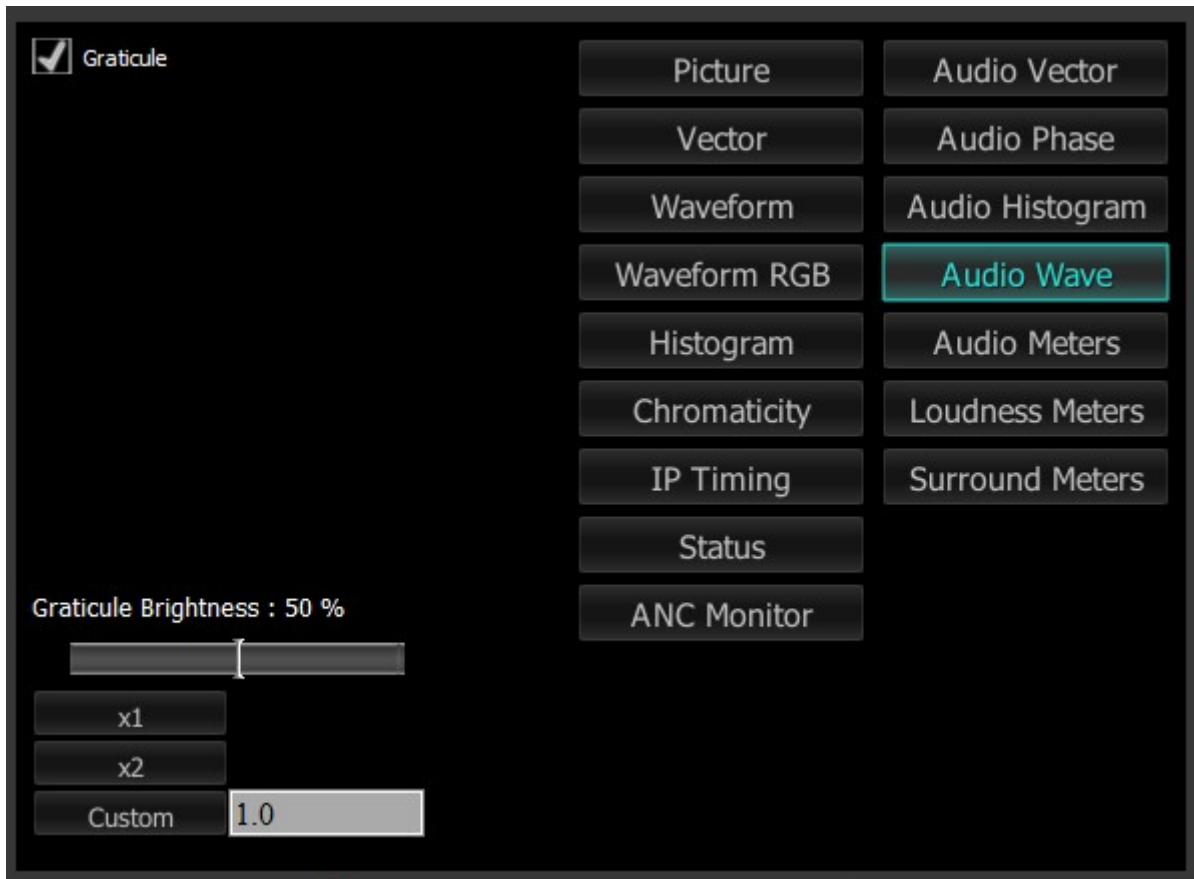 Graticule
Picture
Audio Vector
Vector
Audio Phase
Waveform
Audio Histogram
Waveform RGB
Audio Wave
Histogram
Audio Meters
Chromaticity
Loudness Meters
IP Timing
Surround Meters
Status
ANC Monitor
Graticule Brightness : 50 %
x1
x2
Custom
1.0